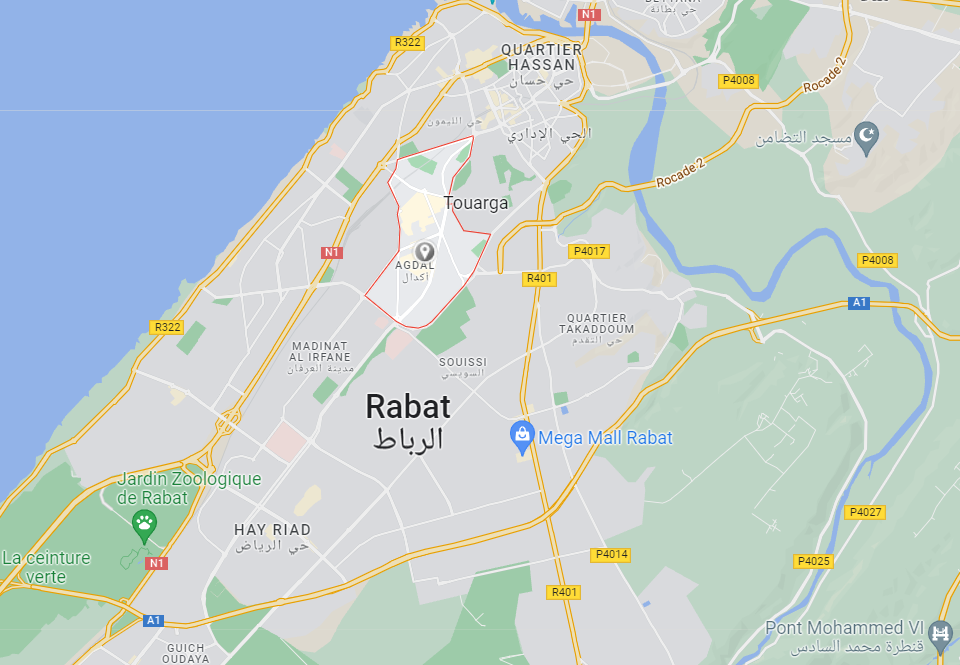 N1
حي بطانة
R322
QUARTIER
HASSAN
حي حسان
P4008
Rocade 2
حي الليمون
الحي الإداري
مسجد التضامن
Rocade 2
Touarga
N1
P4017
P4008
AGDAL
أكدال
R401
A1
R322
QUARTIER
TAKADDOUM
حي التقدم
MADINAT
AL IRFANE
مدينة العرفان
SOUISSI
السويسي
Rabat
الرباط
Mega Mall Rabat
Jardin Zoologique
de Rabat
P4027
HAY RIAD
حي الرياض
La ceinture
verte
N1
P4014
P4025
R401
A1
Pont Mohammed VI
قنطرة محمد السادس
GUICH
OUDAYA